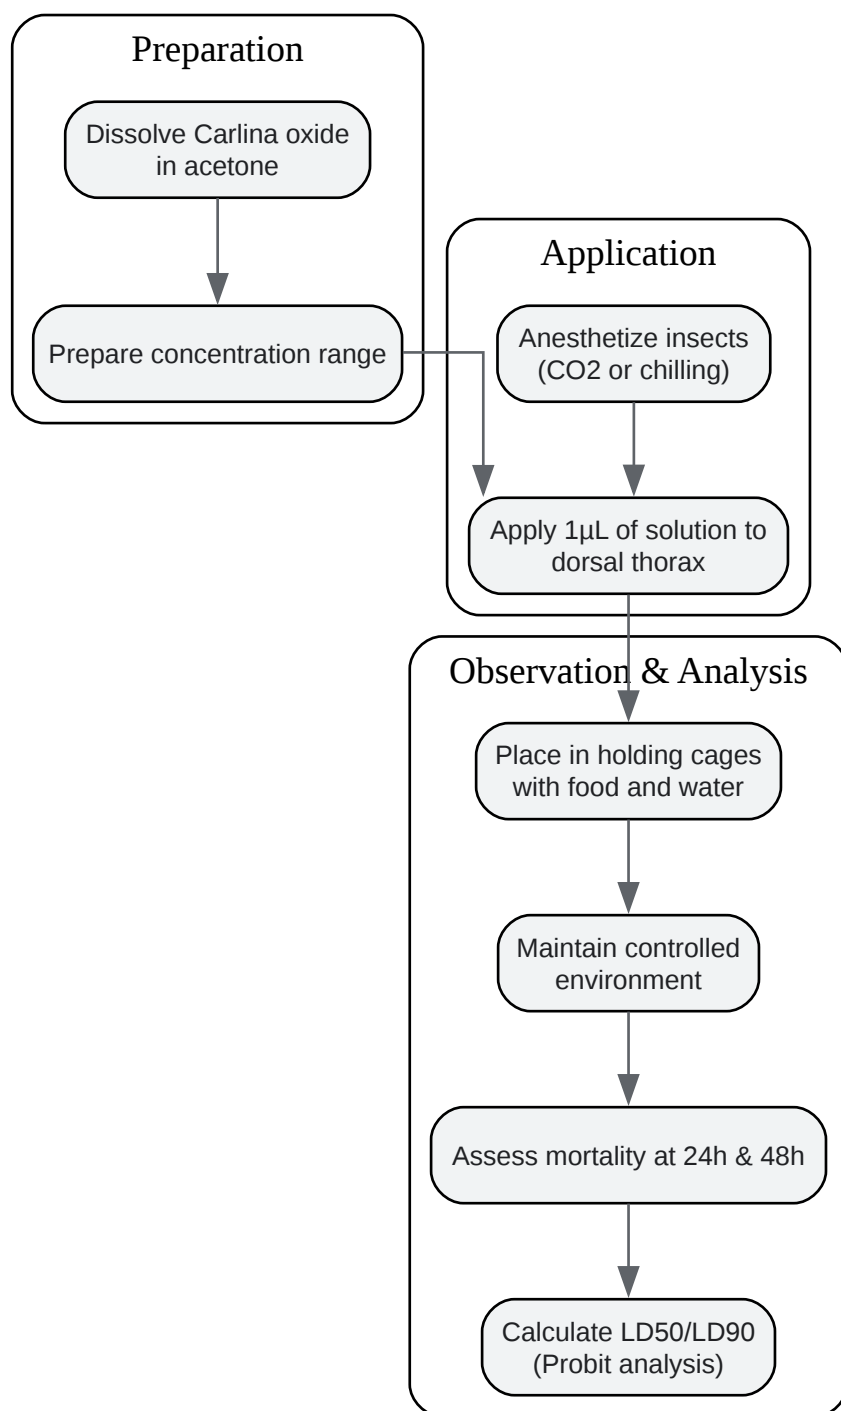 Preparation
Dissolve Carlina oxide
in acetone
Prepare concentration range
Application
Anesthetize insects
(CO2 or chilling)
Apply 1µL of solution to
dorsal thorax
Observation & Analysis
Place in holding cages
with food and water
Maintain controlled
environment
Assess mortality at 24h & 48h
Calculate LD50/LD90
(Probit analysis)